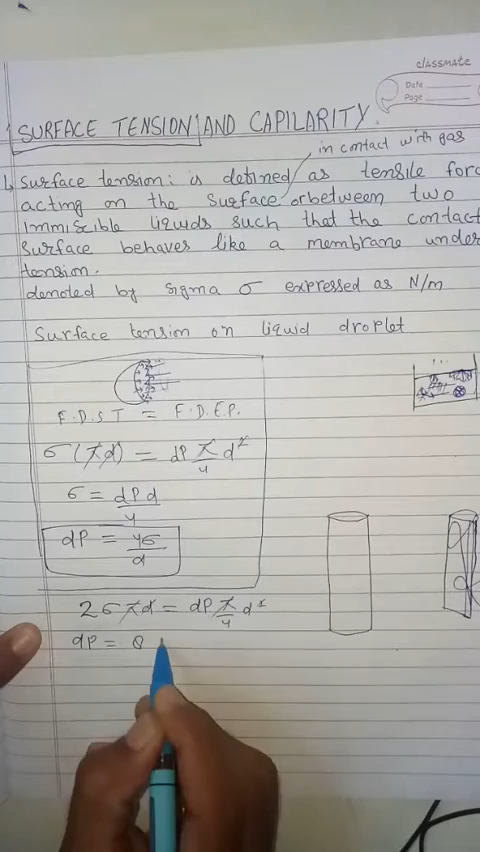 classmate
Date
Page
SURFACE TENSION AND CAPILARITY.
in contact with gas
Surface tension: is defined as tensile forc
acting on the surface or between two
immiscible liquids such that the contact
surface behaves like a membrane under
tension.
denoted by sigma σ expressed as N/m
Surface tension on liquid droplet
F.D.S T = F.D.E.P.
σ(πd) = dP π/4 d²
σ = dPd/4
dP = 4σ/d
2σπd = dP π/4 d²
dP = 8